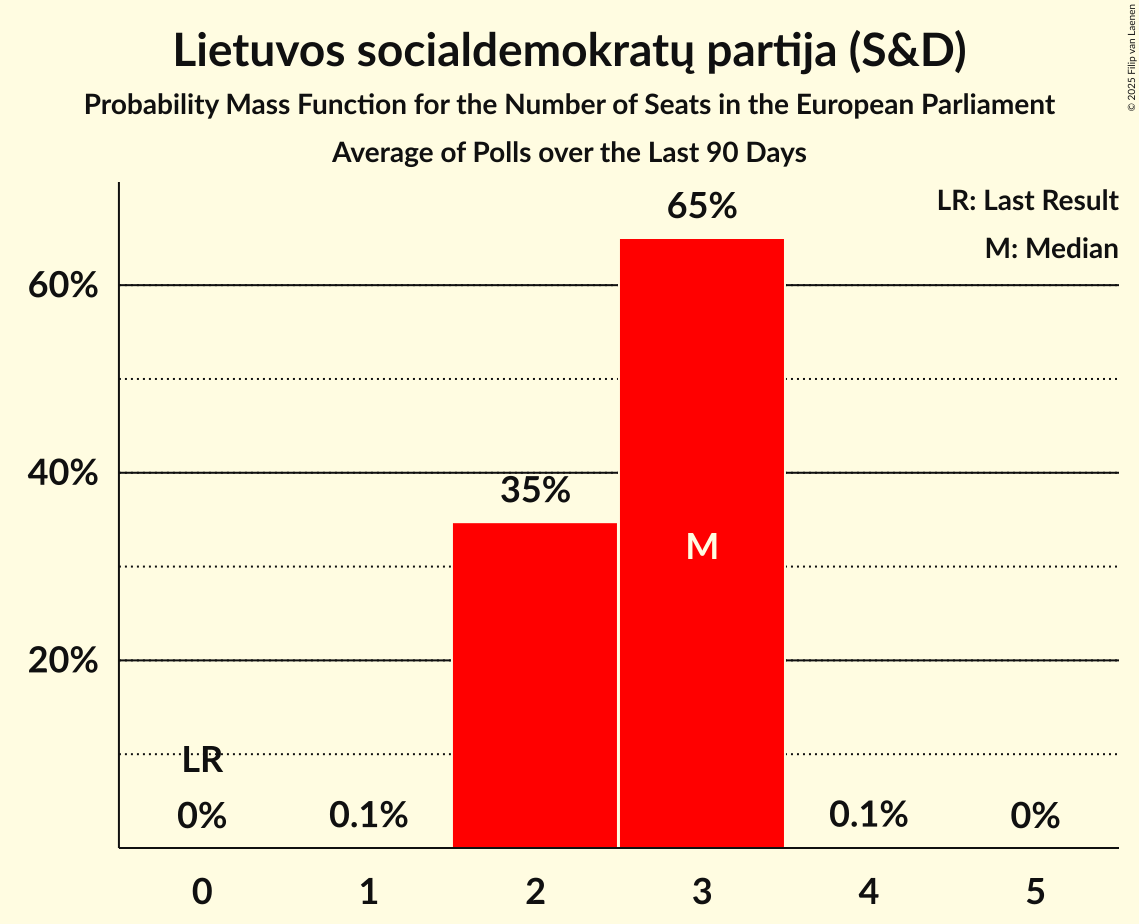 Lietuvos socialdemokratų partija (S&D)
Probability Mass Function for the Number of Seats in the European Parliament
Average of Polls over the Last 90 Days
© 2025 Filip van Laenen
LR: Last Result
M: Median
65%
60%
40%
35%
M
20%
LR
0%
0.1%
0.1%
0%
0 1 2 3 4 5